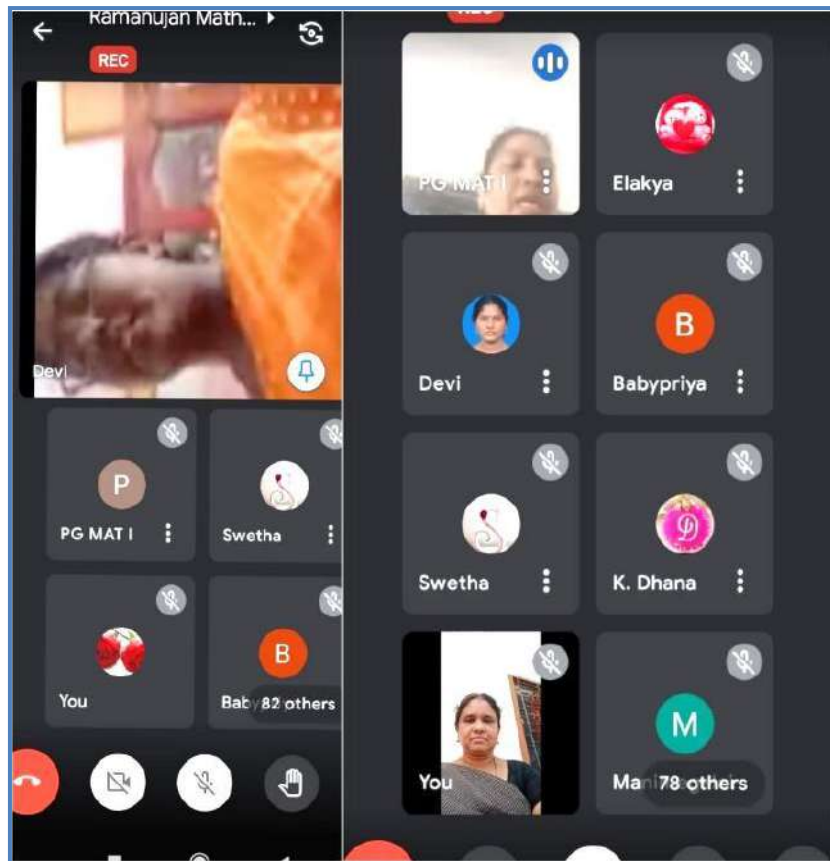 Ramanujan Math...
REC
Devi
P
PG MAT I
S
Swetha
You
B
82 others
REC
PG MAT I
Elakya
Devi
B
Babypriya
S
Swetha
K. Dhana
You
M
78 others